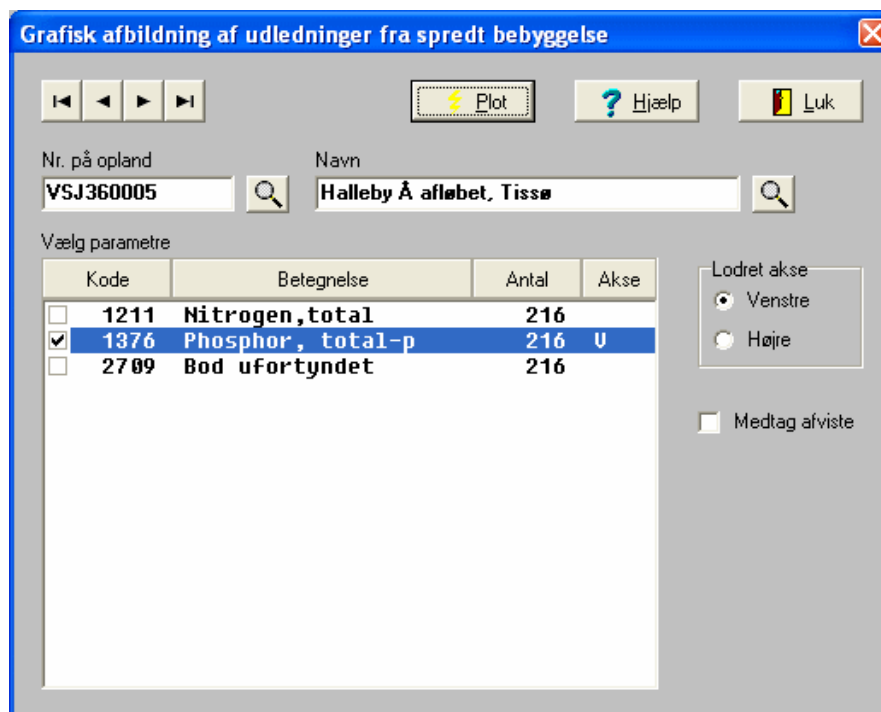 Grafisk afbildning af udledninger fra spredt bebyggelse
Plot Hjælp Luk
Nr. på opland Navn
VSJ360005 Halleby Å afløbet, Tissø
Vælg parametre
Kode Betegnelse Antal Akse
1211 Nitrogen,total 216
1376 Phosphor, total-p 216 V
2709 Bod ufortyndet 216
Lodret akse
Venstre
Højre
Medtag afviste